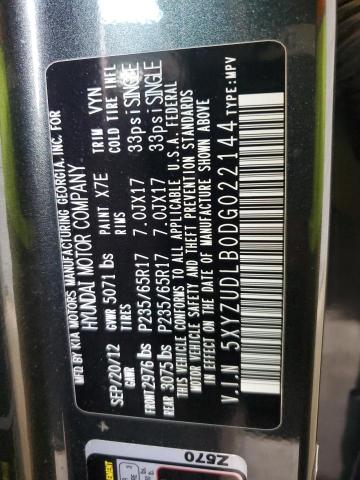 MFD BY KIA MOTORS MANUFACTURING GEORGIA, INC. FOR
HYUNDAI MOTOR COMPANY
SEP/20/12 GVWR 5071 lbs PAINT X7E TRIM VYN
GAWR TIRES RIMS COLD TIRE INFL
FRONT 2976 lbs P235/65R17 7.0JX17 33psi SINGLE
REAR 3075 lbs P235/65R17 7.0JX17 33psi SINGLE
THIS VEHICLE CONFORMS TO ALL APPLICABLE U.S.A. FEDERAL
MOTOR VEHICLE SAFETY AND THEFT PREVENTION STANDARDS
IN EFFECT ON THE DATE OF MANUFACTURE SHOWN ABOVE
V.I.N 5XYZUDLB0DG022144 TYPE:MPV
Z670